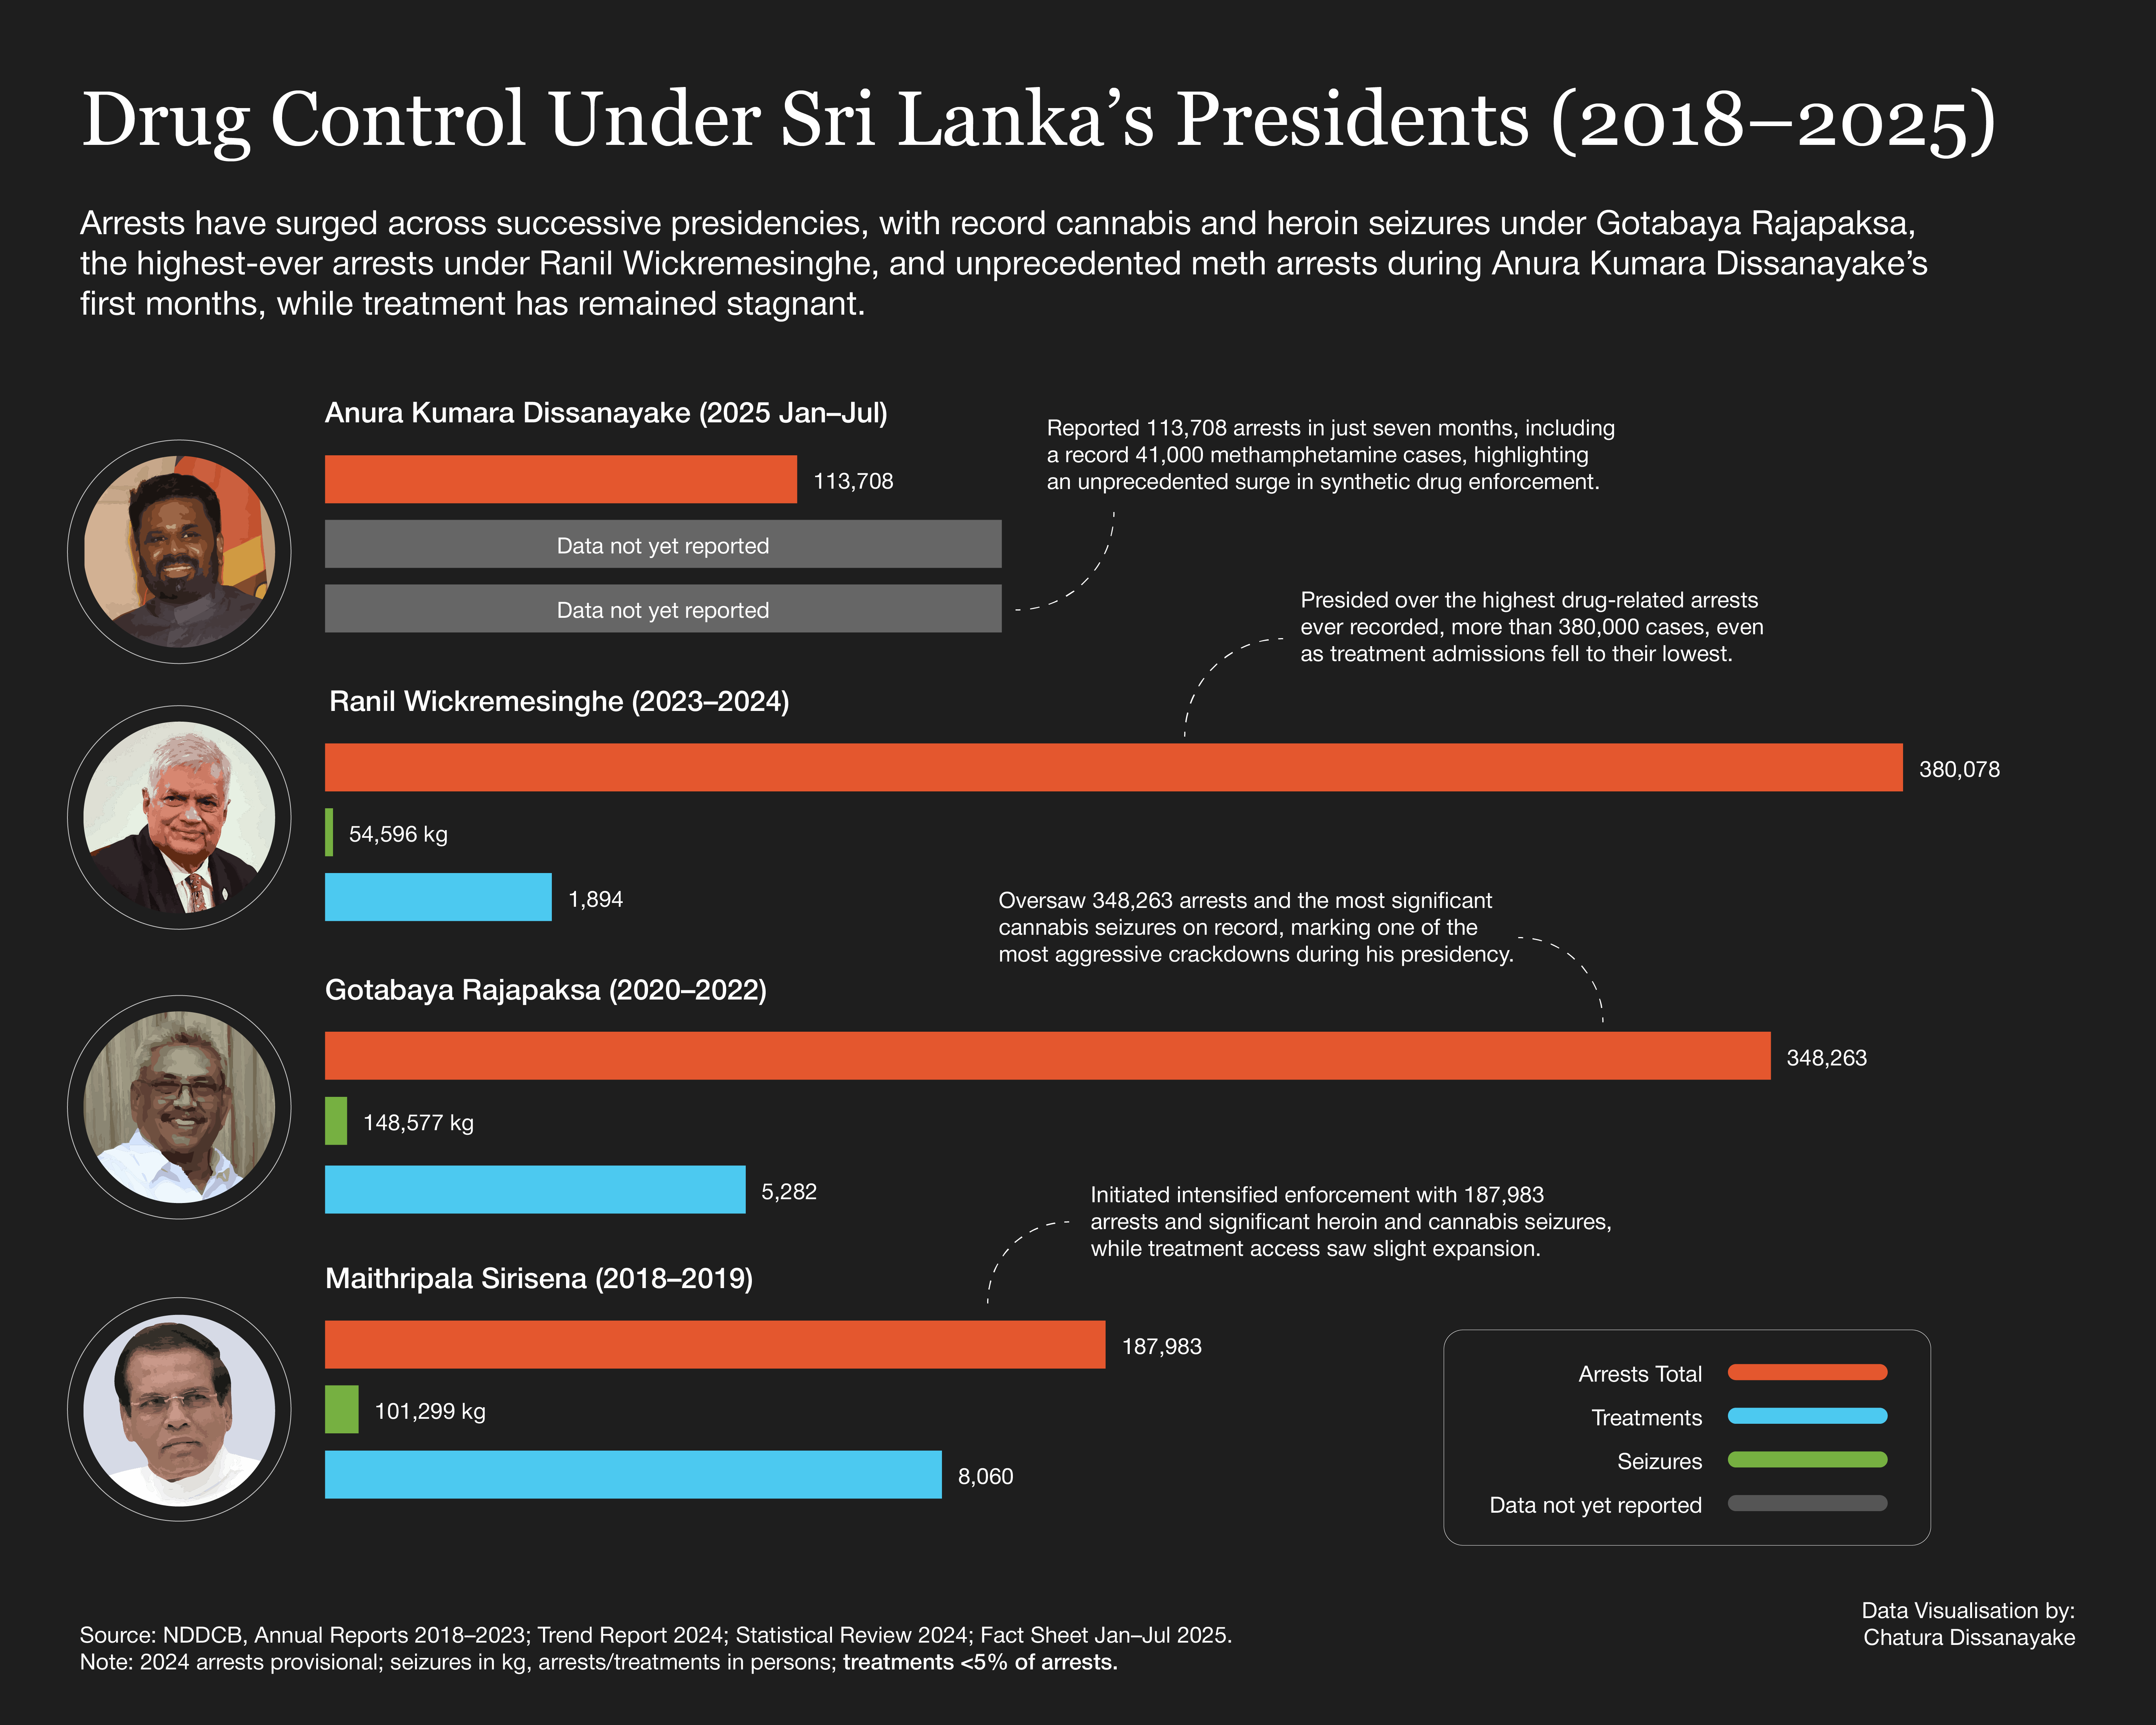 Drug Control Under Sri Lanka’s Presidents (2018–2025)
Arrests have surged across successive presidencies, with record cannabis and heroin seizures under Gotabaya Rajapaksa,
the highest-ever arrests under Ranil Wickremesinghe, and unprecedented meth arrests during Anura Kumara Dissanayake’s
first months, while treatment has remained stagnant.
Anura Kumara Dissanayake (2025 Jan–Jul)
113,708
Data not yet reported
Data not yet reported
Reported 113,708 arrests in just seven months, including
a record 41,000 methamphetamine cases, highlighting
an unprecedented surge in synthetic drug enforcement.
Presided over the highest drug-related arrests
ever recorded, more than 380,000 cases, even
as treatment admissions fell to their lowest.
Ranil Wickremesinghe (2023–2024)
380,078
54,596 kg
1,894
Oversaw 348,263 arrests and the most significant
cannabis seizures on record, marking one of the
most aggressive crackdowns during his presidency.
Gotabaya Rajapaksa (2020–2022)
348,263
148,577 kg
5,282
Initiated intensified enforcement with 187,983
arrests and significant heroin and cannabis seizures,
while treatment access saw slight expansion.
Maithripala Sirisena (2018–2019)
187,983
101,299 kg
8,060
Arrests Total
Treatments
Seizures
Data not yet reported
Source: NDDCB, Annual Reports 2018–2023; Trend Report 2024; Statistical Review 2024; Fact Sheet Jan–Jul 2025.
Note: 2024 arrests provisional; seizures in kg, arrests/treatments in persons; treatments <5% of arrests.
Data Visualisation by:
Chatura Dissanayake